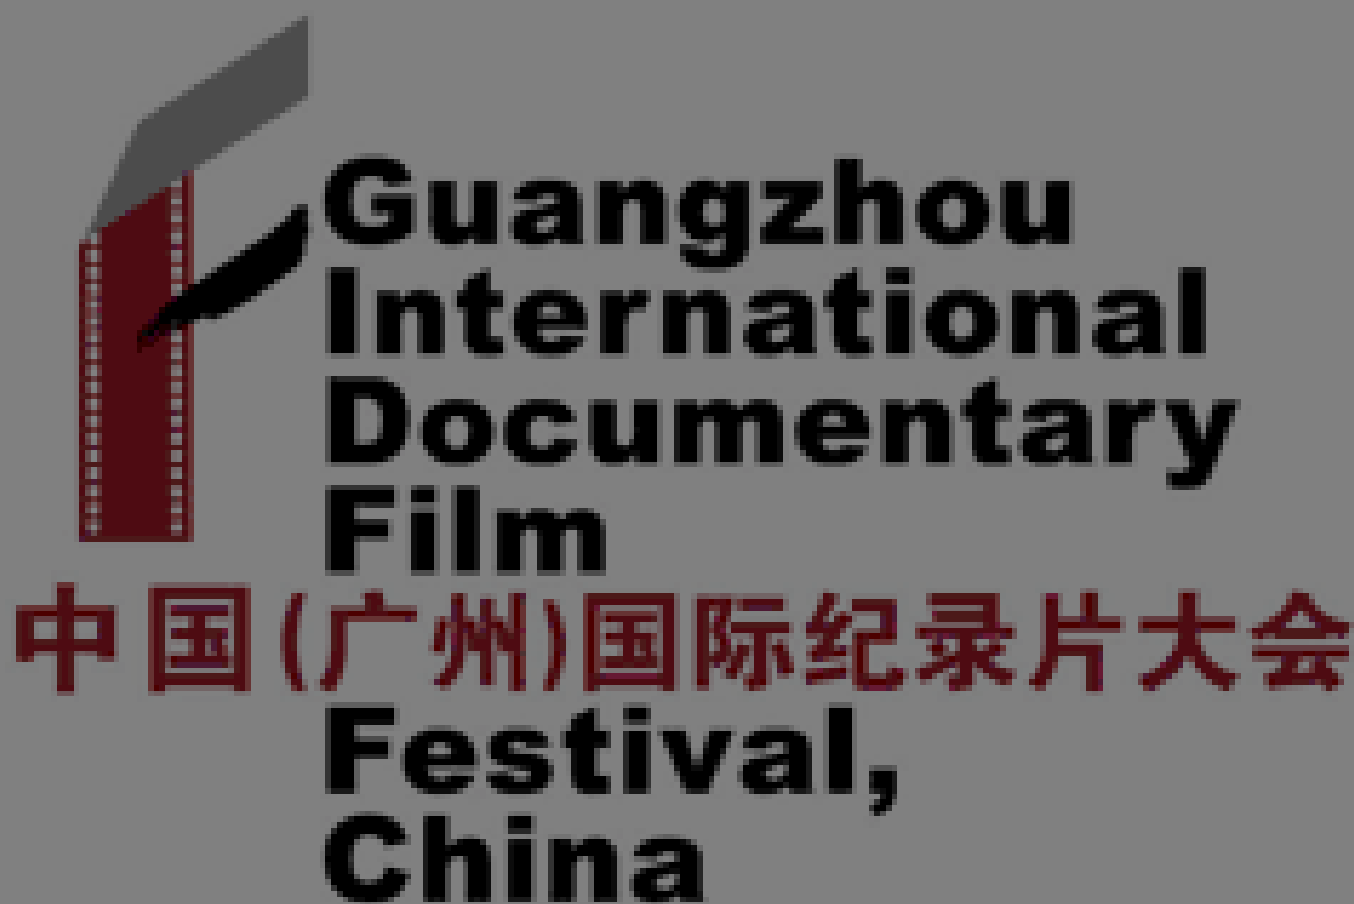 Guangzhou
International
Documentary
Film
中国(广州)国际纪录片大会
Festival,
China